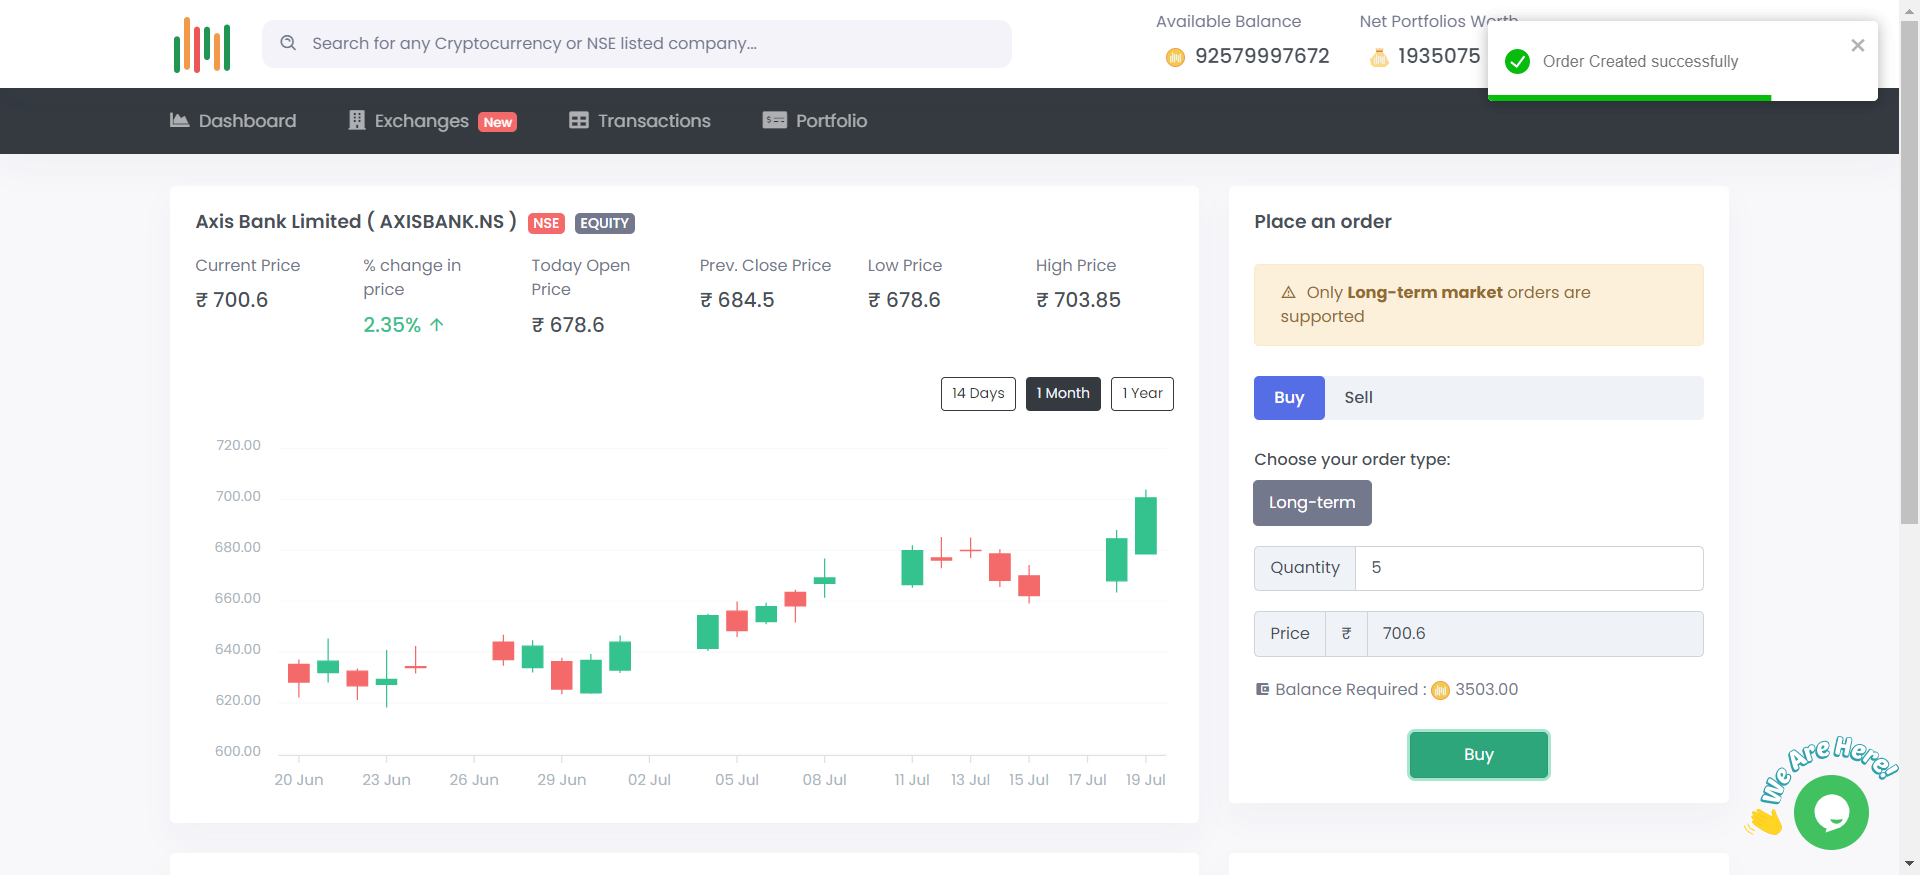 Search for any Cryptocurrency or NSE listed company...
Available Balance
92579997672
Net Portfolios Worth
1935075
Order Created successfully
Dashboard
Exchanges New
Transactions
Portfolio
Axis Bank Limited ( AXISBANK.NS ) NSE EQUITY
Current Price
₹ 700.6
% change in
price
2.35%
Today Open
Price
₹ 678.6
Prev. Close Price
₹ 684.5
Low Price
₹ 678.6
High Price
₹ 703.85
14 Days
1 Month
1 Year
720.00
700.00
680.00
660.00
640.00
620.00
600.00
20 Jun 23 Jun 26 Jun 29 Jun 02 Jul 05 Jul 08 Jul 11 Jul 13 Jul 15 Jul 17 Jul 19 Jul
Place an order
Only Long-term market orders are
supported
Buy Sell
Choose your order type:
Long-term
Quantity 5
Price ₹ 700.6
Balance Required : 3503.00
Buy
We Are Here!